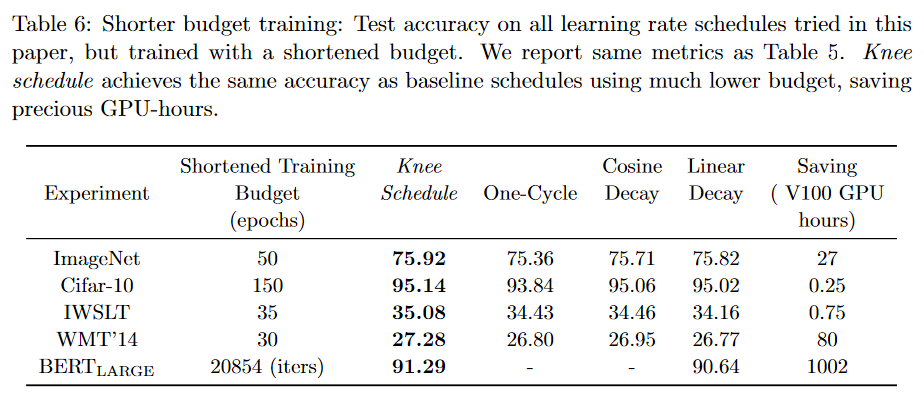 Table 6: Shorter budget training: Test accuracy on all learning rate schedules tried in this
paper, but trained with a shortened budget. We report same metrics as Table 5. Knee
schedule achieves the same accuracy as baseline schedules using much lower budget, saving
precious GPU-hours.
Shortened Training Knee Cosine Linear Saving
Experiment Budget Schedule One-Cycle Decay Decay ( V100 GPU
(epochs) hours)
ImageNet 50 75.92 75.36 75.71 75.82 27
Cifar-10 150 95.14 93.84 95.06 95.02 0.25
IWSLT 35 35.08 34.43 34.46 34.16 0.75
WMT'14 30 27.28 26.80 26.95 26.77 80
BERTLARGE 20854 (iters) 91.29 - - 90.64 1002